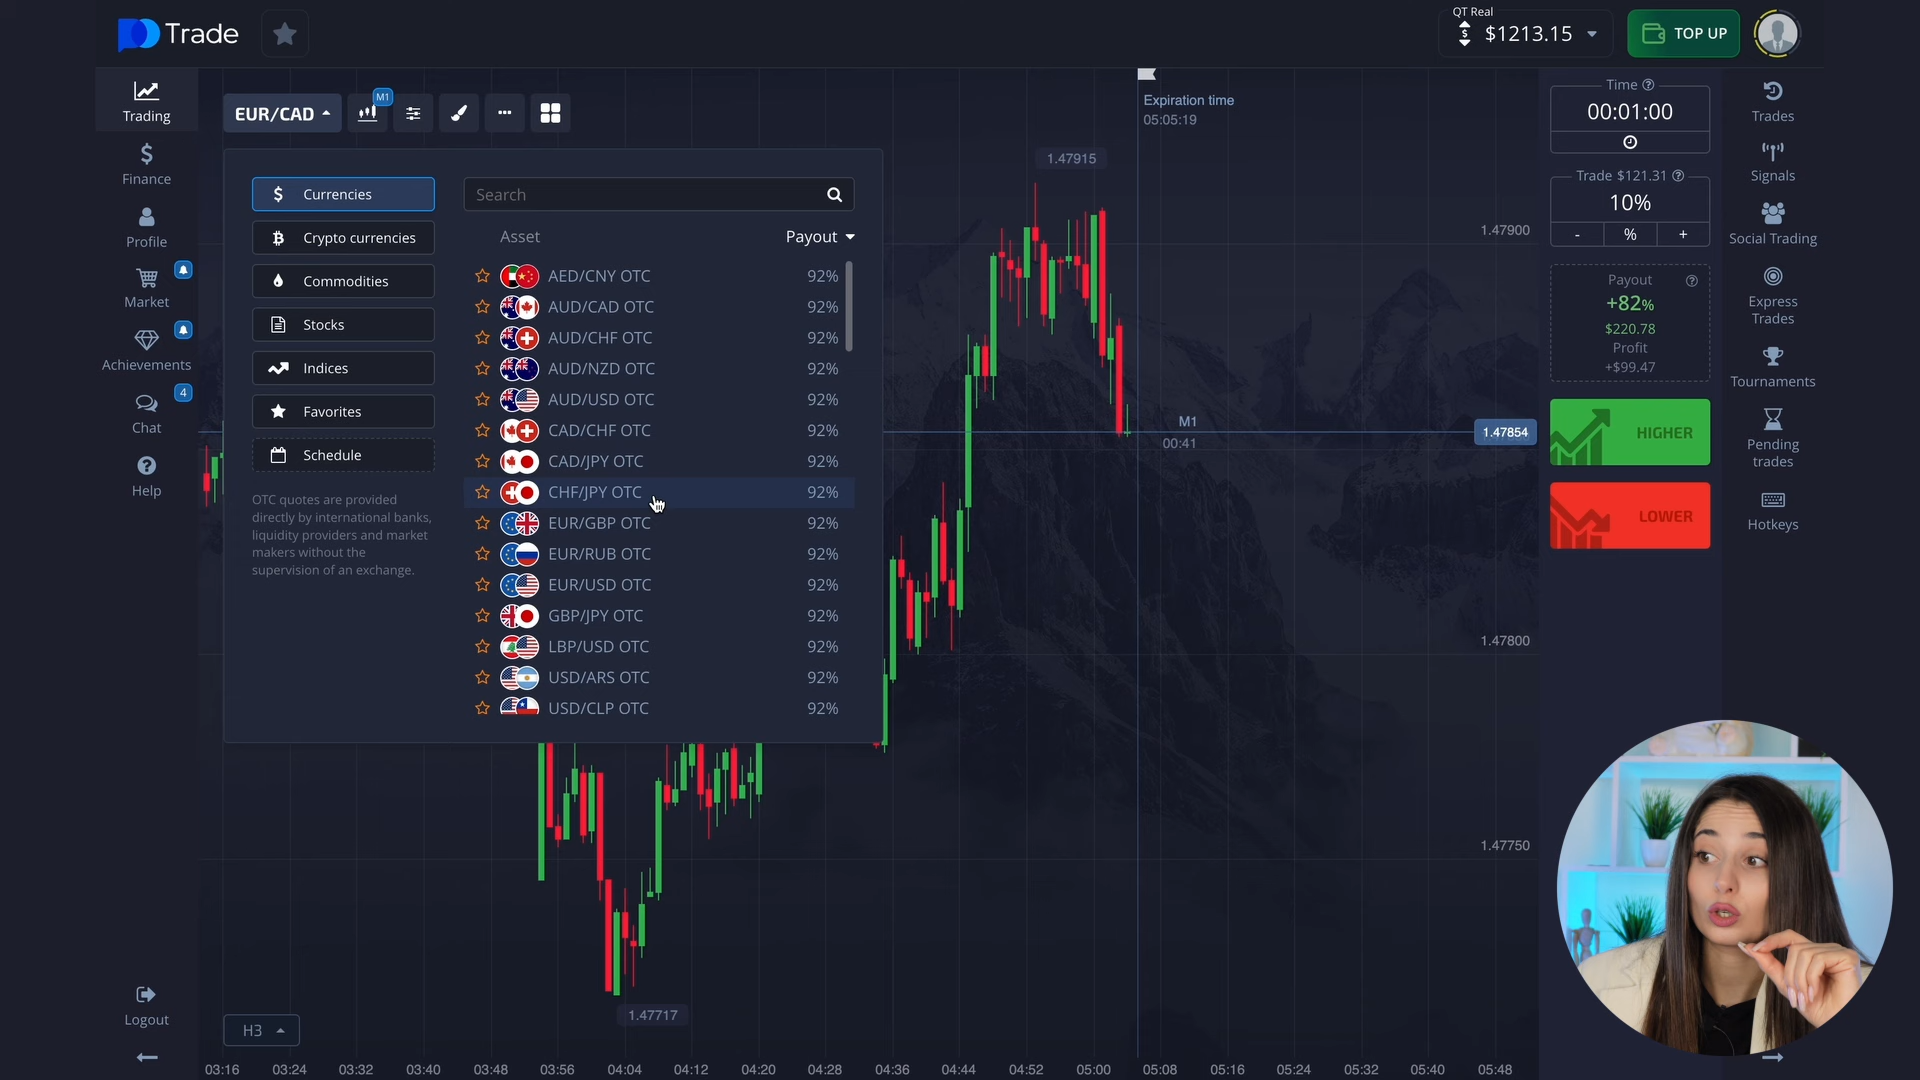 Trade
QT Real
$1213.15
TOP UP
Trading
Finance
Profile
Market
Achievements
4
Chat
Help
Logout
EUR/CAD
M1
Currencies
Crypto currencies
Commodities
Stocks
Indices
Favorites
Schedule
OTC quotes are provided
directly by international banks,
liquidity providers and market
makers without the
supervision of an exchange.
Search
Asset Payout
AED/CNY OTC 92%
AUD/CAD OTC 92%
AUD/CHF OTC 92%
AUD/NZD OTC 92%
AUD/USD OTC 92%
CAD/CHF OTC 92%
CAD/JPY OTC 92%
CHF/JPY OTC 92%
EUR/GBP OTC 92%
EUR/RUB OTC 92%
EUR/USD OTC 92%
GBP/JPY OTC 92%
LBP/USD OTC 92%
USD/ARS OTC 92%
USD/CLP OTC 92%
Expiration time
05:05:19
1.47915
1.47900
M1
00:41
1.47854
1.47800
1.47750
1.47717
H3
03:16 03:24 03:32 03:40 03:48 03:56 04:04 04:12 04:20 04:28 04:36 04:44 04:52 05:00 05:08 05:16 05:24 05:32 05:40 05:48
Time
00:01:00
Trade $121.31
10%
- % +
Payout
+82%
$220.78
Profit
+$99.47
HIGHER
LOWER
Trades
Signals
Social Trading
Express
Trades
Tournaments
Pending
trades
Hotkeys